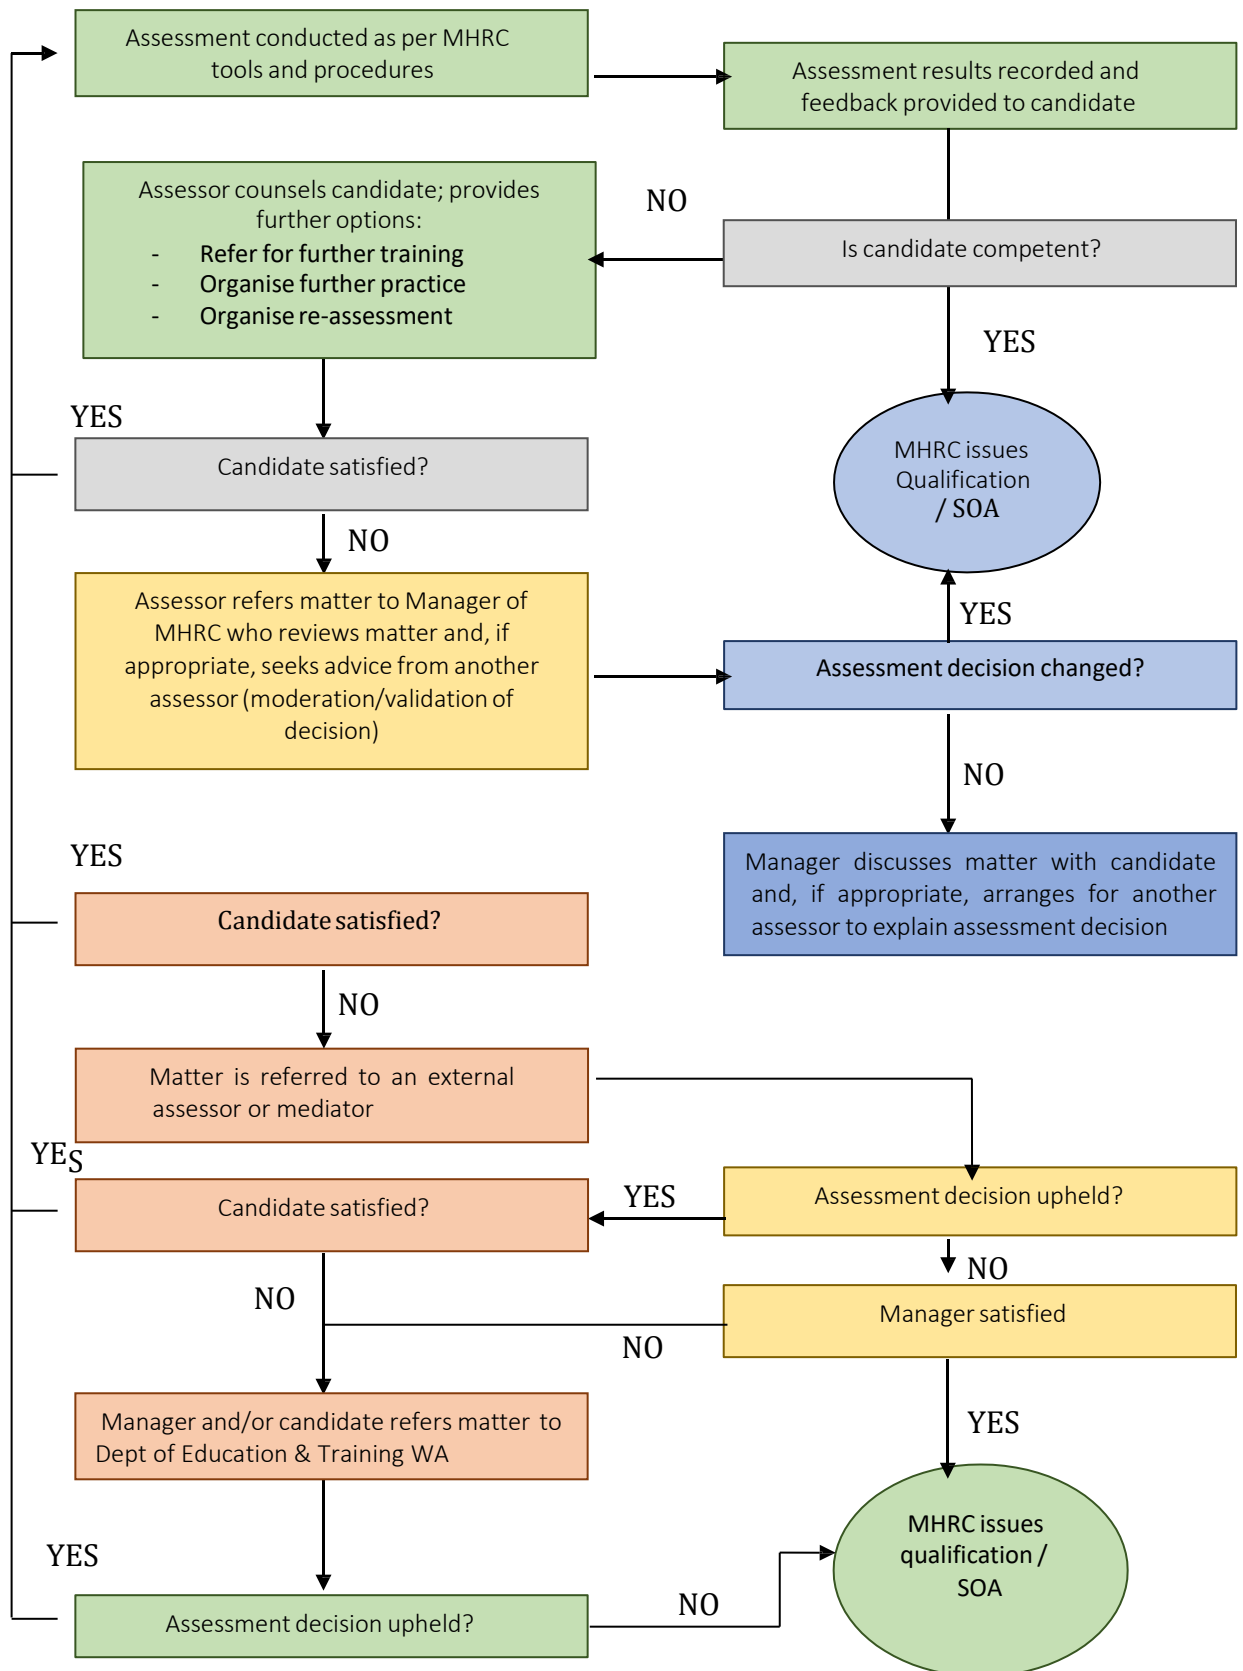 Assessment conducted as per MHRC
tools and procedures
Assessment results recorded and
feedback provided to candidate
Assessor counsels candidate; provides
further options:
- Refer for further training
- Organise further practice
- Organise re-assessment
NO
Is candidate competent?
YES
YES
Candidate satisfied?
MHRC issues
Qualification
/ SOA
NO
Assessor refers matter to Manager of
MHRC who reviews matter and, if
appropriate, seeks advice from another
assessor (moderation/validation of
decision)
YES
Assessment decision changed?
NO
Manager discusses matter with candidate
and, if appropriate, arranges for another
assessor to explain assessment decision
YES
Candidate satisfied?
NO
Matter is referred to an external
assessor or mediator
YES
Candidate satisfied?
YES
Assessment decision upheld?
NO
NO
Manager satisfied
NO
Manager and/or candidate refers matter to
Dept of Education & Training WA
YES
MHRC issues
qualification /
SOA
YES
Assessment decision upheld?
NO